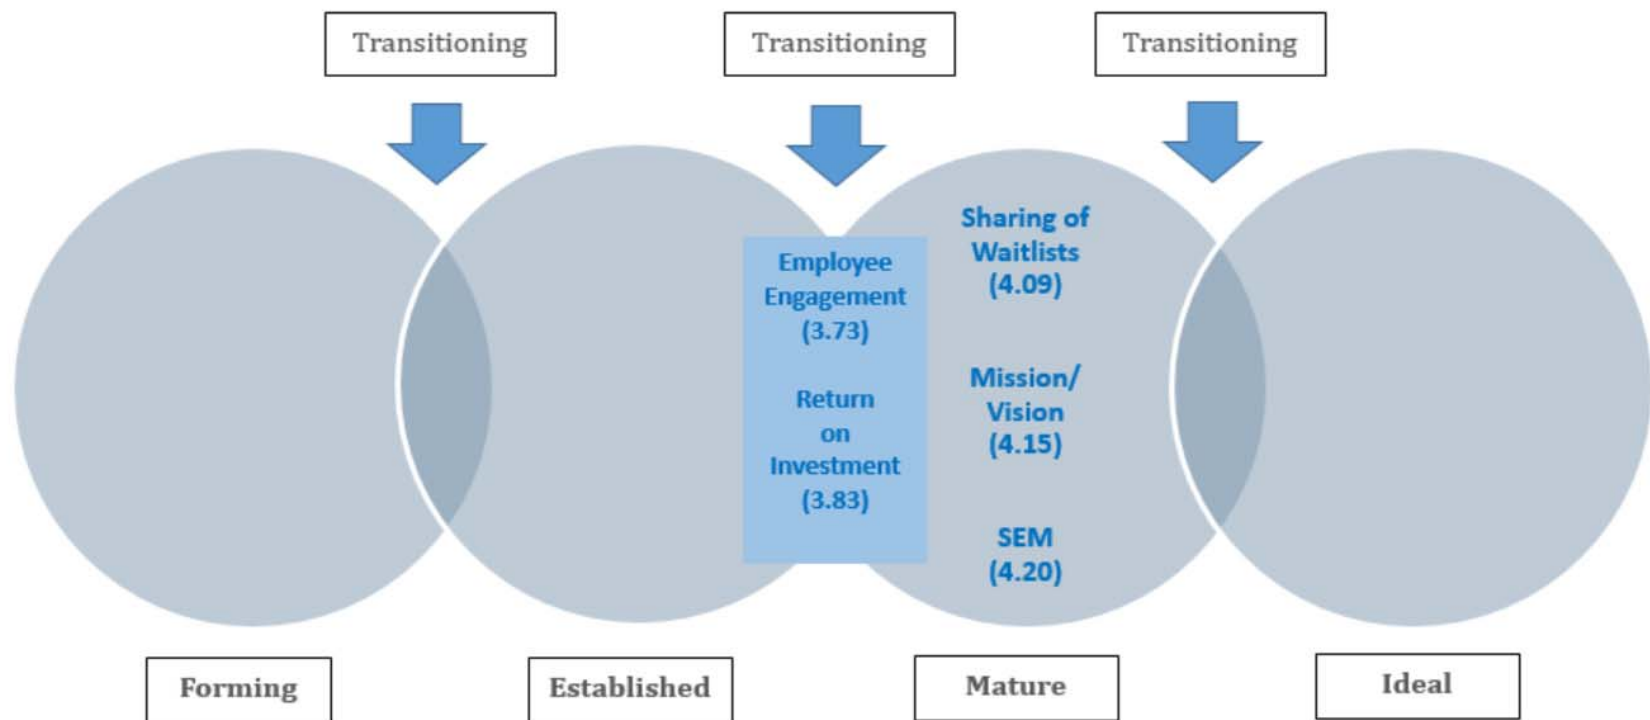 Transitioning
Transitioning
Transitioning
Employee
Engagement
(3.73)
Return
on
Investment
(3.83)
Sharing of
Waitlists
(4.09)
Mission/
Vision
(4.15)
SEM
(4.20)
Forming
Established
Mature
Ideal